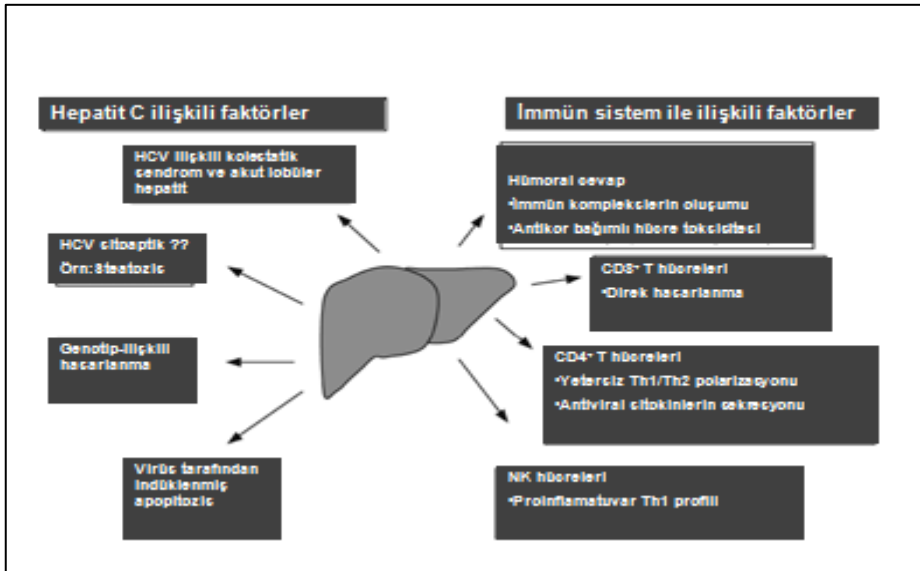 Hepatit C ilişkili faktörler
HCV ilişkili kolestatik
sendrom ve akut lobüler
hepatit
HCV sitoaptik ??
Örn:Steatozis
Genotip-ilişkili
hasarlanma
Virüs tarafından
indüklenmiş
apopitozis
İmmün sistem ile ilişkili faktörler
Hümoral cevap
•İmmün komplekslerin oluşumu
•Antikor bağımlı hücre toksisitesi
CD8⁺ T hücreleri
•Direk hasarlanma
CD4⁺ T hücreleri
•Yetersiz Th1/Th2 polarizasyonu
•Antiviral sitokinlerin sekresyonu
NK hücreleri
•Proinflamatuvar Th1 profili